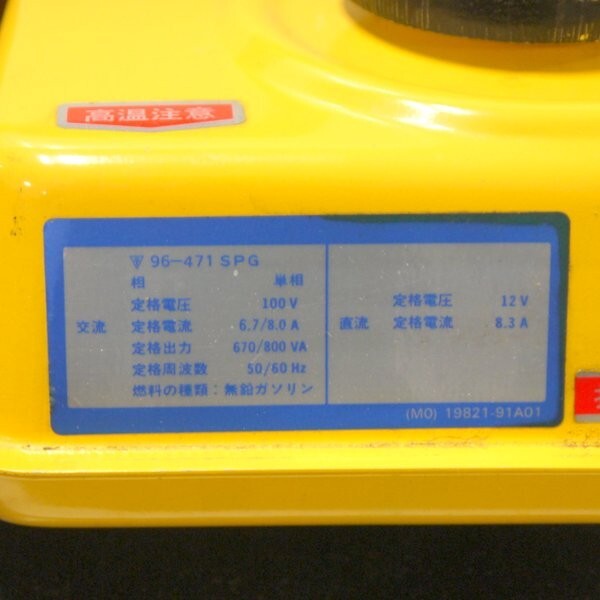 高温注意
96-471 SPG
相 単相
交流
定格電圧 100 V
定格電流 6.7/8.0 A
定格出力 670/800 VA
定格周波数 50/60 Hz
燃料の種類：無鉛ガソリン
直流
定格電圧 12 V
定格電流 8.3 A
(MO) 19821-91A01